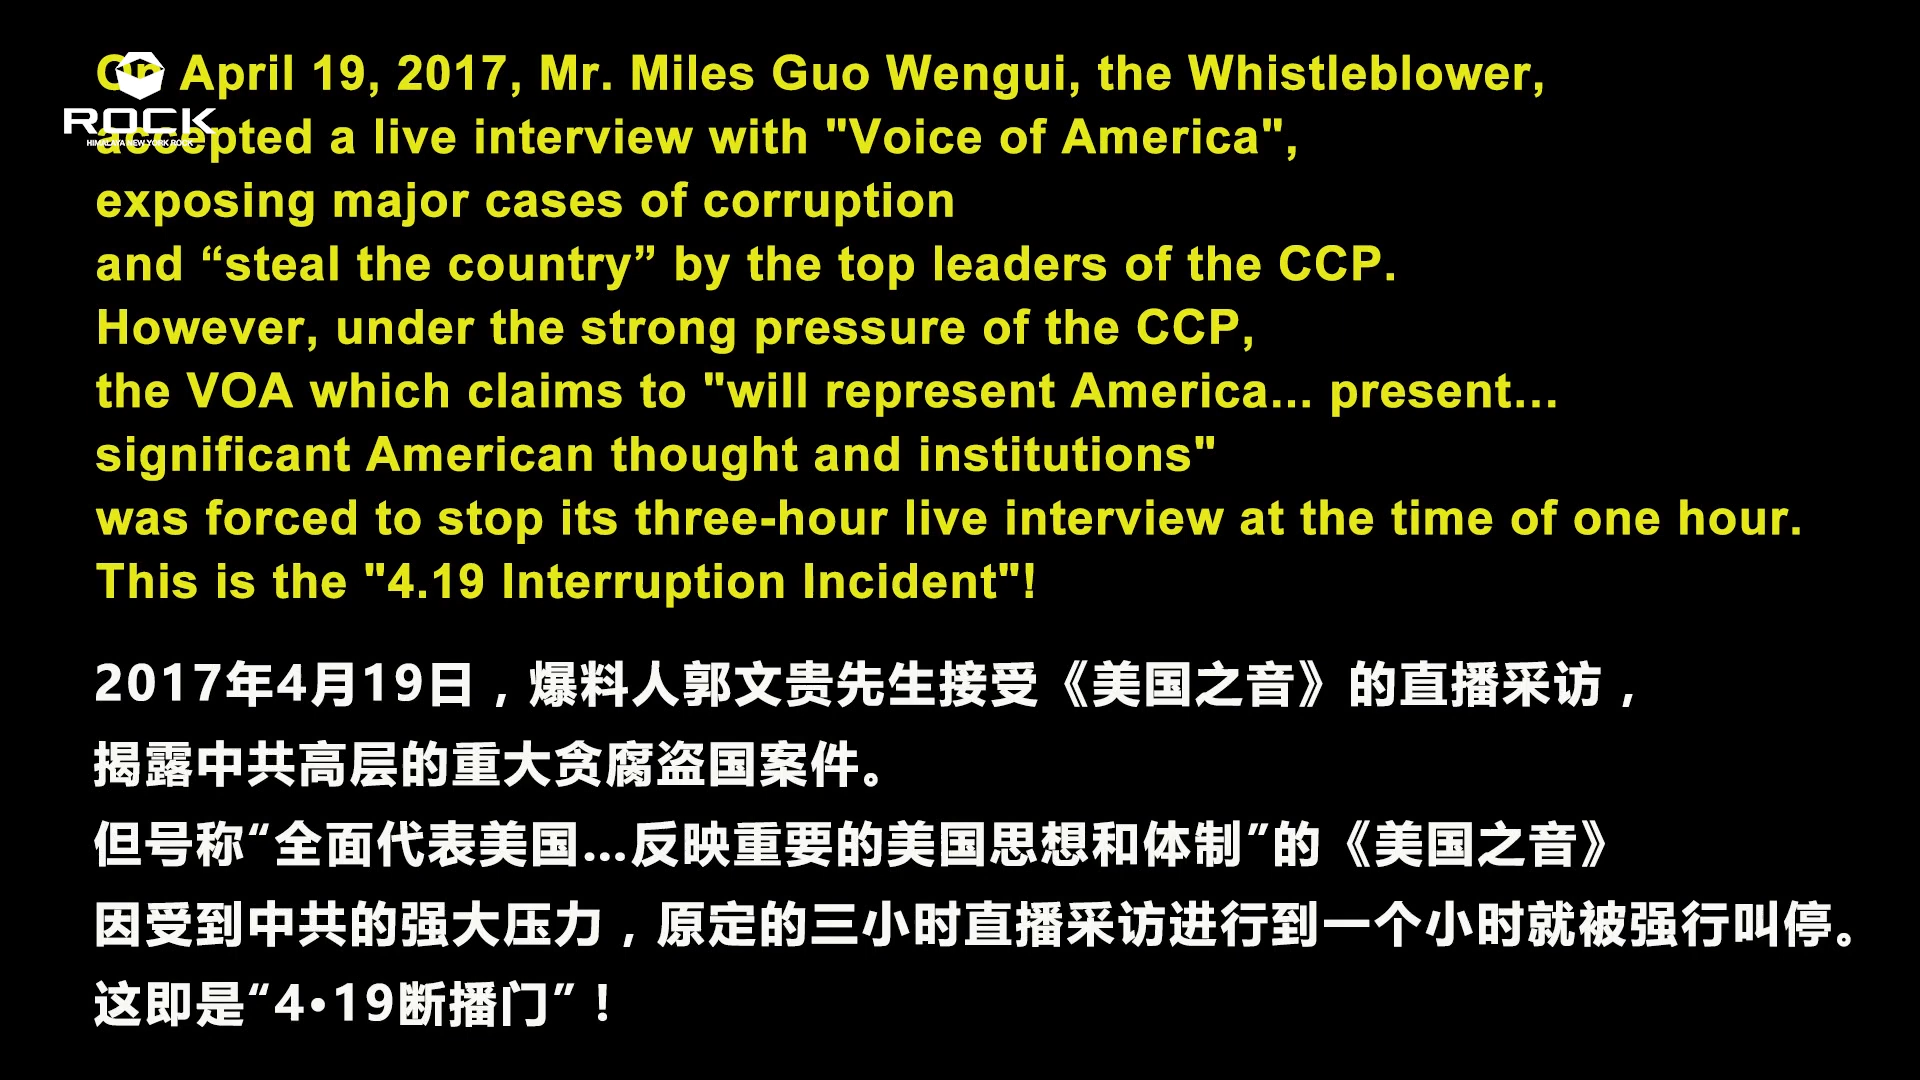 On April 19, 2017, Mr. Miles Guo Wengui, the Whistleblower,
ROCK
HIMALAYA NEW YORK ROCK
accepted a live interview with "Voice of America",
exposing major cases of corruption
and “steal the country” by the top leaders of the CCP.
However, under the strong pressure of the CCP,
the VOA which claims to "will represent America... present...
significant American thought and institutions"
was forced to stop its three-hour live interview at the time of one hour.
This is the "4.19 Interruption Incident"!
2017年4月19日，爆料人郭文贵先生接受《美国之音》的直播采访，
揭露中共高层的重大贪腐盗国案件。
但号称“全面代表美国...反映重要的美国思想和体制”的《美国之音》
因受到中共的强大压力，原定的三小时直播采访进行到一个小时就被强行叫停。
这即是“4•19断播门”！